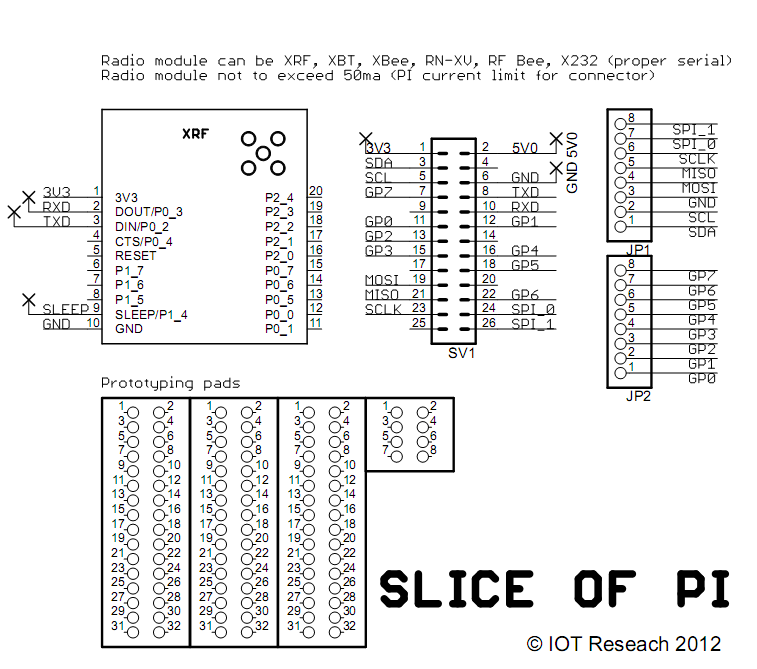 Radio module can be XRF, XBT, XBee, RN-XV, RF Bee, X232 (proper serial)
Radio module not to exceed 50ma (PI current limit for connector)
XRF
3V3 1 3V3 P2_4 20
RXD 2 DOUT/P0_3 P2_3 19
TXD 3 DIN/P0_2 P2_2 18
4 CTS/P0_4 P2_1 17
5 RESET P2_0 16
6 P1_7 P0_7 15
7 P1_6 P0_6 14
8 P1_5 P0_5 13
SLEEP 9 SLEEP/P1_4 P0_0 12
GND 10 GND P0_1 11
3V3 1 2 5V0
SDA 3 4
SCL 5 6 GND
GP7 7 8 TXD
9 10 RXD
GP0 11 12 GP1
GP2 13 14
GP3 15 16 GP4
17 18 GP5
MOSI 19 20
MISO 21 22 GP6
SCLK 23 24 SPI_0
25 26 SPI_1
SV1
GND 5V0
8 SPI_1
7 SPI_0
6 SCLK
5 MISO
4 MOSI
3 GND
2 SCL
1 SDA
JP1
8 GP7
7 GP6
6 GP5
5 GP4
4 GP3
3 GP2
2 GP1
1 GP0
JP2
Prototyping pads
1 2 1 2 1 2 1 2
3 4 3 4 3 4 3 4
5 6 5 6 5 6 5 6
7 8 7 8 7 8 7 8
9 10 9 10 9 10
11 12 11 12 11 12
13 14 13 14 13 14
15 16 15 16 15 16
17 18 17 18 17 18
19 20 19 20 19 20
21 22 21 22 21 22
23 24 23 24 23 24
25 26 25 26 25 26
27 28 27 28 27 28
29 30 29 30 29 30
31 32 31 32 31 32
SLICE OF PI
© IOT Reseach 2012